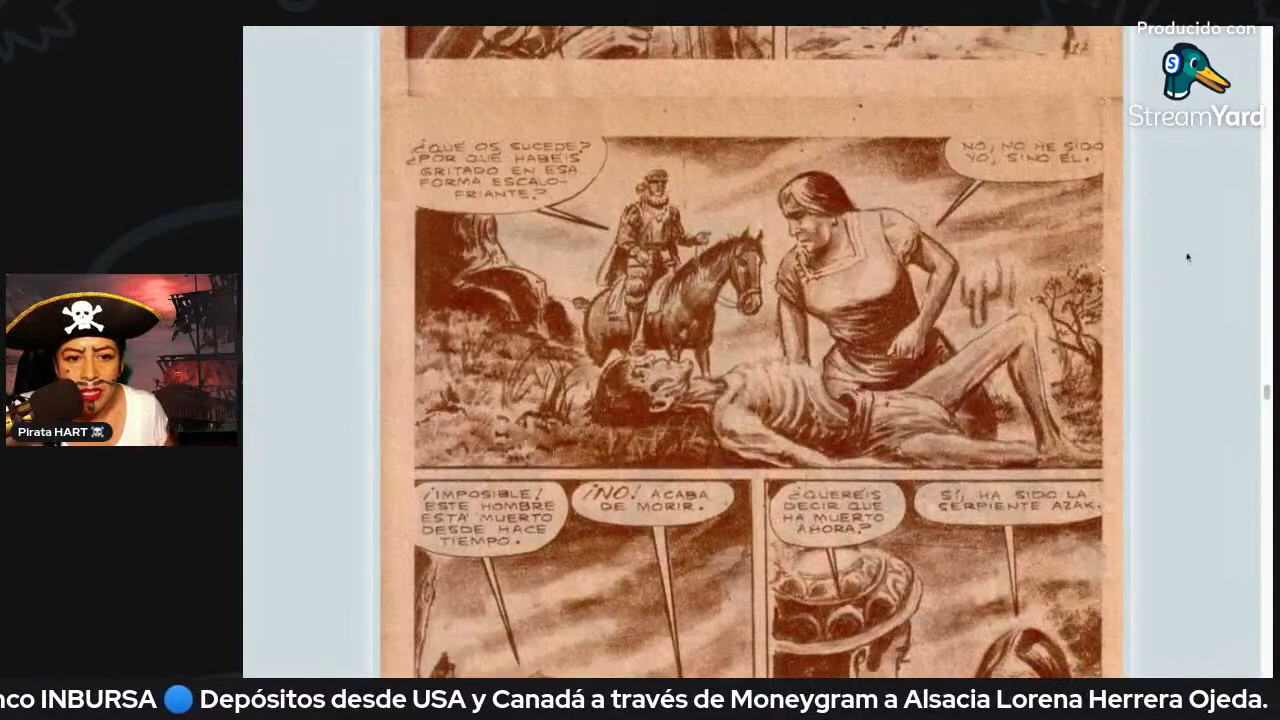 Producido con
StreamYard
¿QUÉ OS SUCEDE?
¿POR QUÉ HABÉIS
GRITADO EN ESA
FORMA ESCALO-
FRIANTE?
NO, NO HE SIDO
YO, SINO ÉL.
¡IMPOSIBLE!
ESTE HOMBRE
ESTÁ MUERTO
DESDE HACE
TIEMPO.
¡NO! ACABA
DE MORIR.
¿QUERÉIS
DECIR QUE
HA MUERTO
AHORA?
SÍ, HA SIDO LA
SERPIENTE AZAK.
Pirata HART ☠️
nco INBURSA 🔵 Depósitos desde USA y Canadá a través de Moneygram a Alsacia Lorena Herrera Ojeda.